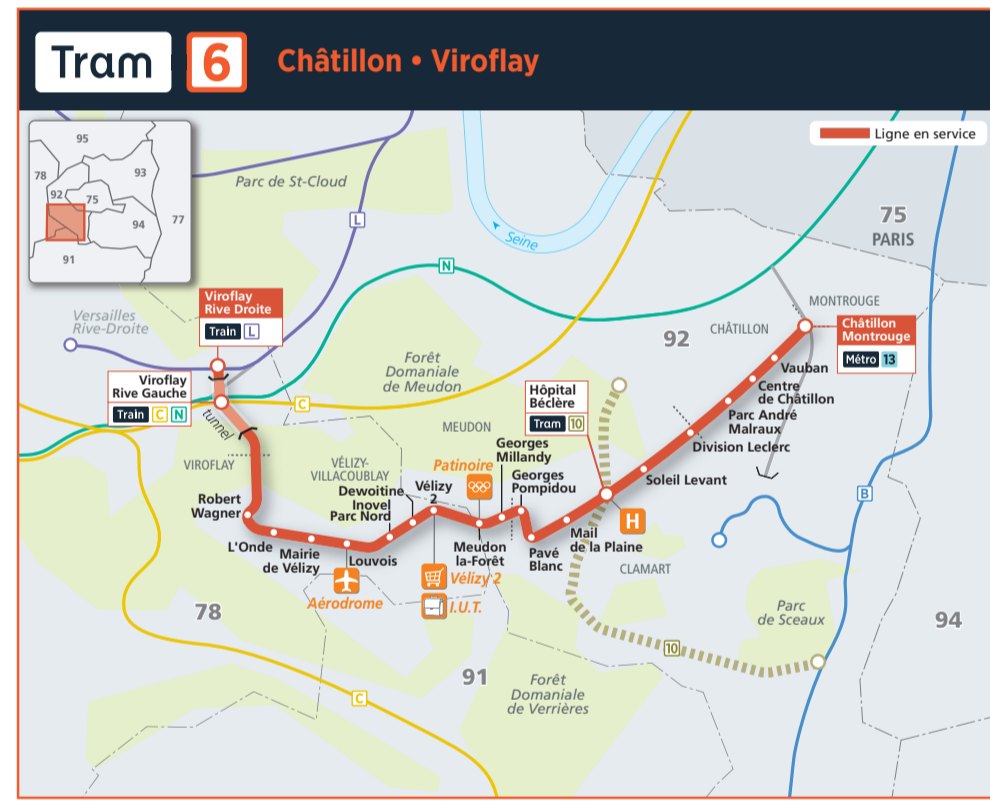 Tram 6 Châtillon • Viroflay
Ligne en service
95
78
93
92
75
77
94
91
Parc de St-Cloud
L
Seine
75
PARIS
N
Versailles
Rive-Droite
Viroflay
Rive Droite
Train L
MONTROUGE
CHÂTILLON
92
Châtillon
Montrouge
Métro 13
Forêt
Domaniale
de Meudon
Viroflay
Rive Gauche
Train C N
tunnel
C
Hôpital
Béclère
Tram 10
Vauban
Centre
de Châtillon
Parc André
Malraux
Division Leclerc
Soleil Levant
MEUDON
VIROFLAY
VÉLIZY-
VILLACOUBLAY
Georges
Millandy
Patinoire
Georges
Pompidou
Vélizy
2
Dewoitine
Inovel
Parc Nord
Robert
Wagner
B
H
L'Onde
Mairie
de Vélizy
Louvois
Meudon
la-Forêt
Pavé
Blanc
Mail
de la Plaine
CLAMART
Aérodrome
Vélizy 2
I.U.T.
78
Parc
de Sceaux
94
10
91
Forêt
Domaniale
de Verrières
C